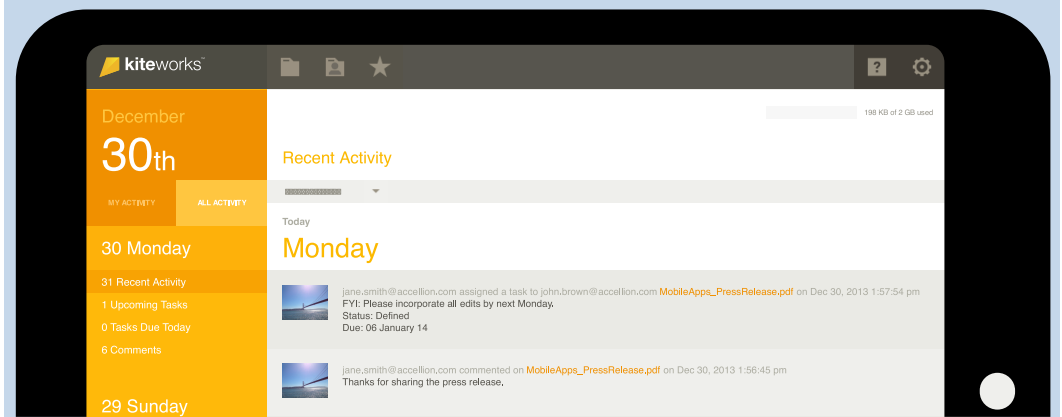 kiteworks™
?
198 KB of 2 GB used
December
30th
Recent Activity
MY ACTIVITY
ALL ACTIVITY
Today
30 Monday
Monday
31 Recent Activity
1 Upcoming Tasks
0 Tasks Due Today
6 Comments
29 Sunday
jane.smith@accellion.com assigned a task to john.brown@accellion.com MobileApps_PressRelease.pdf on Dec 30, 2013 1:57:54 pm
FYI: Please incorporate all edits by next Monday.
Status: Defined
Due: 06 January 14
jane.smith@accellion.com commented on MobileApps_PressRelease.pdf on Dec 30, 2013 1:56:45 pm
Thanks for sharing the press release.